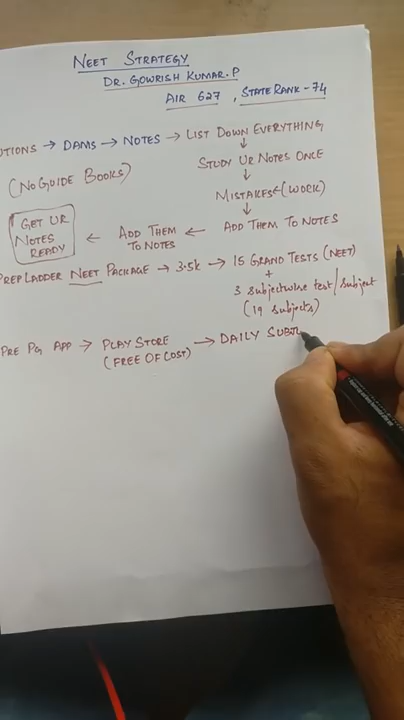 NEET STRATEGY
DR. GOWRISH KUMAR. P
AIR 627 , STATE RANK - 74
UTIONS → DAMS → NOTES → LIST DOWN EVERYTHING
↓
STUDY UR NOTES ONCE
(NO GUIDE BOOKS)
↓
MISTAKES ← (WORK)
↓
GET UR NOTES READY ← ADD THEM TO NOTES ← ADD THEM TO NOTES
PREPLADDER NEET PACKAGE → 3.5k → 15 GRAND TESTS (NEET)
+
3 subjectwise test / subject
(19 subjects)
PRE PG APP → PLAY STORE → DAILY SUBJ
(FREE OF COST)